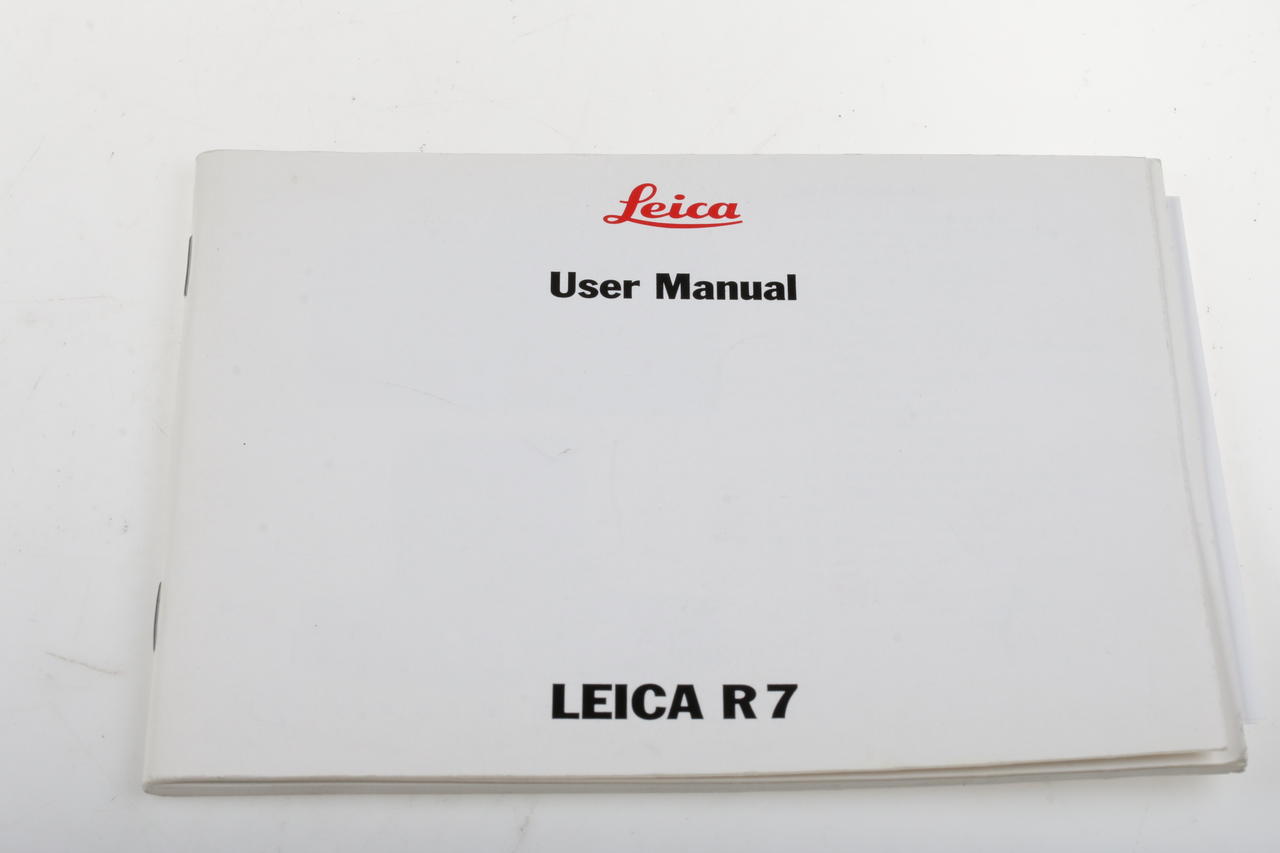 Leica
User Manual
LEICA R7